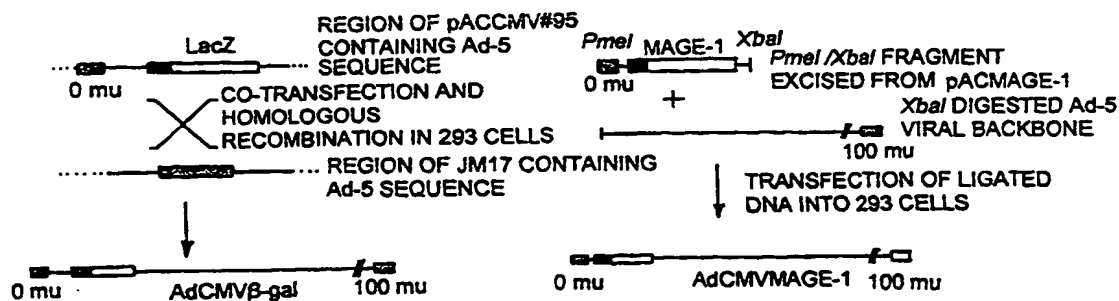 LacZ
REGION OF pACCMV#95
CONTAINING Ad-5
SEQUENCE
0 mu
CO-TRANSFECTION AND
HOMOLOGOUS
RECOMBINATION IN 293 CELLS
REGION OF JM17 CONTAINING
Ad-5 SEQUENCE
0 mu
AdCMVβ-gal
100 mu
PmeI
MAGE-1
XbaI
0 mu
PmeI/XbaI FRAGMENT
EXCISED FROM pACMAGE-1
+
XbaI DIGESTED Ad-5
VIRAL BACKBONE
100 mu
TRANSFECTION OF LIGATED
DNA INTO 293 CELLS
0 mu
AdCMVMAGE-1
100 mu